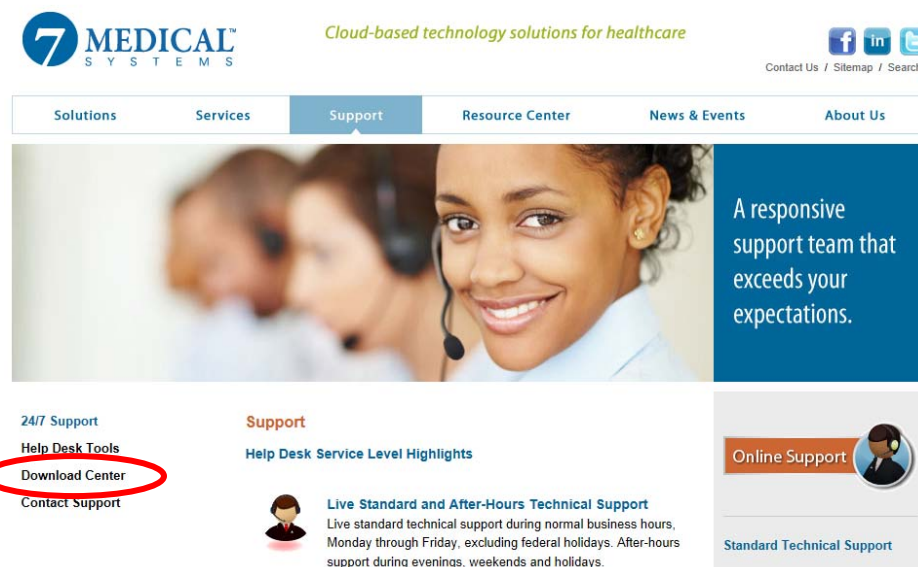 7 MEDICAL™
SYSTEMS
Cloud-based technology solutions for healthcare
Contact Us / Sitemap / Search
Solutions Services Support Resource Center News & Events About Us
A responsive
support team that
exceeds your
expectations.
24/7 Support
Help Desk Tools
Download Center
Contact Support
Support
Help Desk Service Level Highlights
Live Standard and After-Hours Technical Support
Live standard technical support during normal business hours,
Monday through Friday, excluding federal holidays. After-hours
support during evenings, weekends and holidays.
Online Support
Standard Technical Support